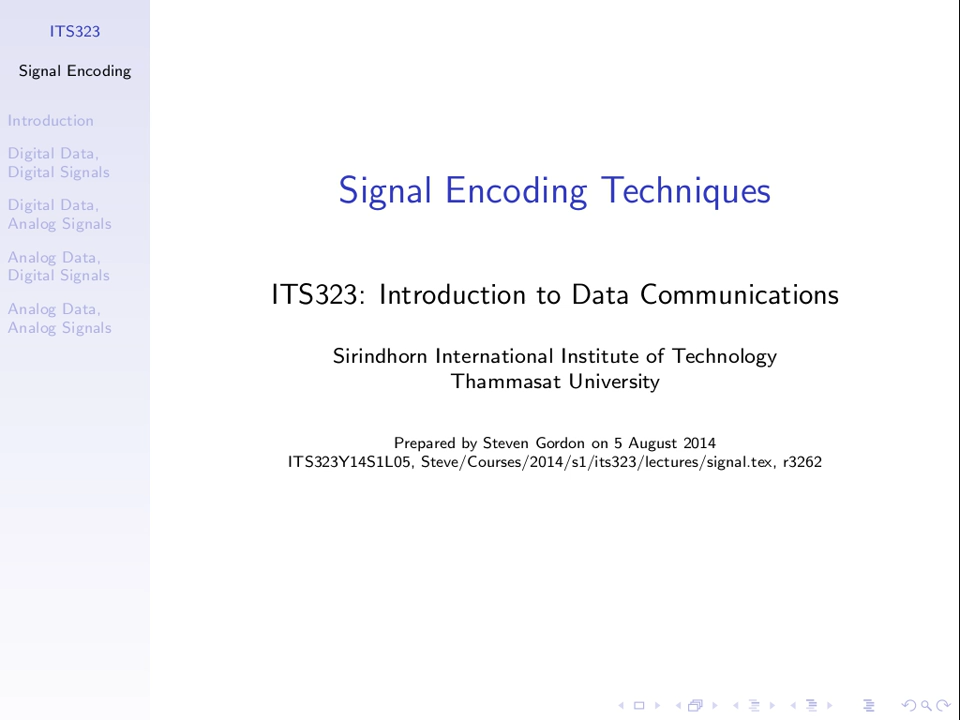 ITS323
Signal Encoding
Introduction
Digital Data,
Digital Signals
Digital Data,
Analog Signals
Analog Data,
Digital Signals
Analog Data,
Analog Signals
Signal Encoding Techniques
ITS323: Introduction to Data Communications
Sirindhorn International Institute of Technology
Thammasat University
Prepared by Steven Gordon on 5 August 2014
ITS323Y14S1L05, Steve/Courses/2014/s1/its323/lectures/signal.tex, r3262